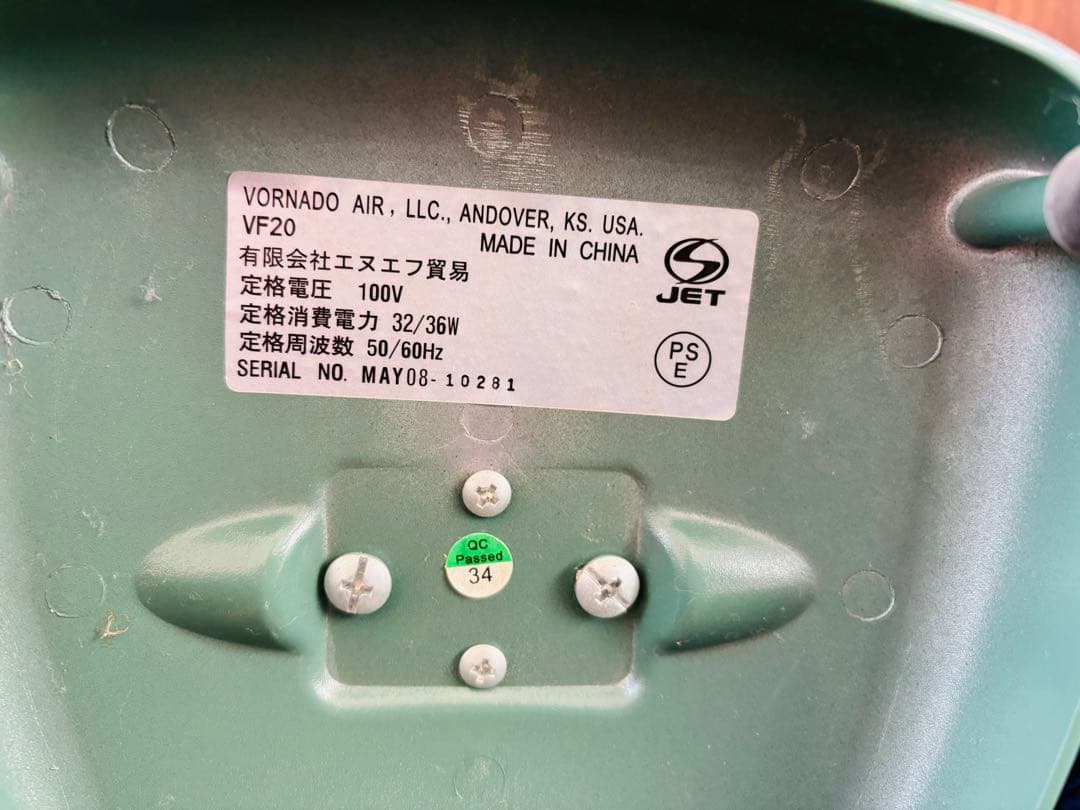 VORNADO AIR, LLC., ANDOVER, KS. USA.
VF20
MADE IN CHINA
有限会社エヌエフ貿易
定格電圧 100V
定格消費電力 32/36W
定格周波数 50/60Hz
SERIAL NO. MAY08-10281
JET
PS
E
QC
Passed
34